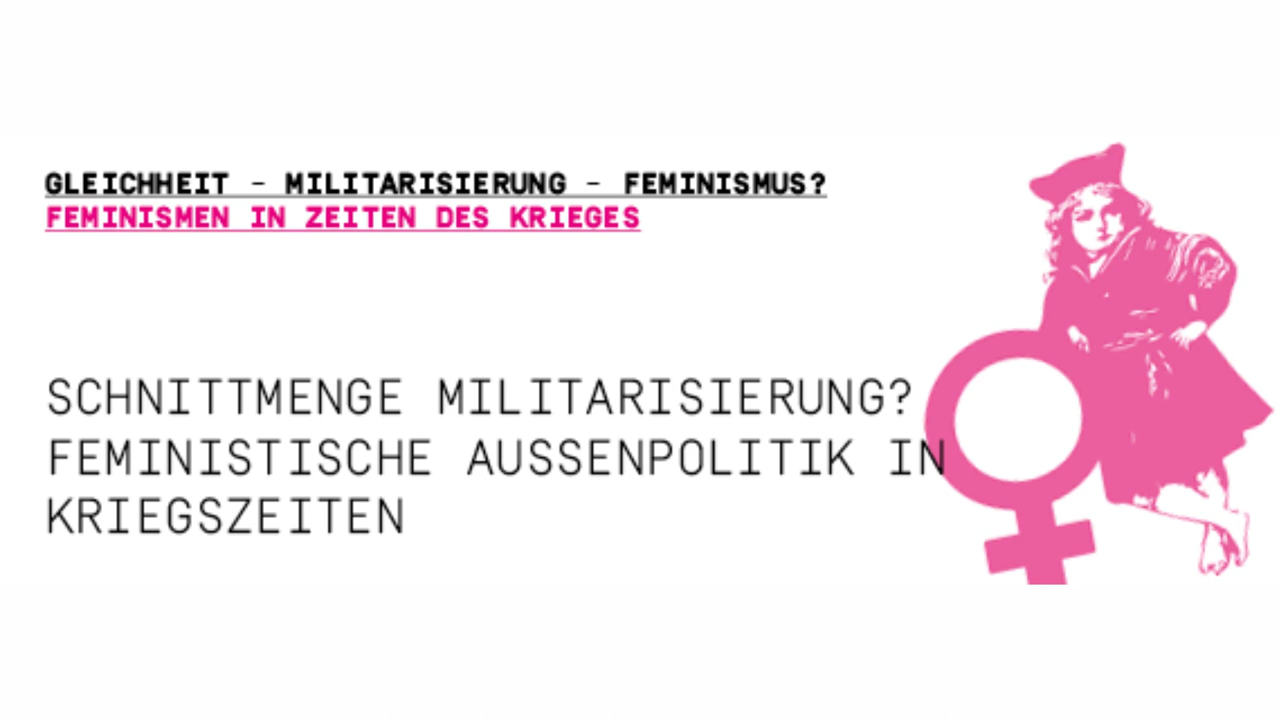 GLEICHHEIT - MILITARISIERUNG - FEMINISMUS?
FEMINISMEN IN ZEITEN DES KRIEGES
SCHNITTMENGE MILITARISIERUNG?
FEMINISTISCHE AUSSENPOLITIK IN
KRIEGSZEITEN